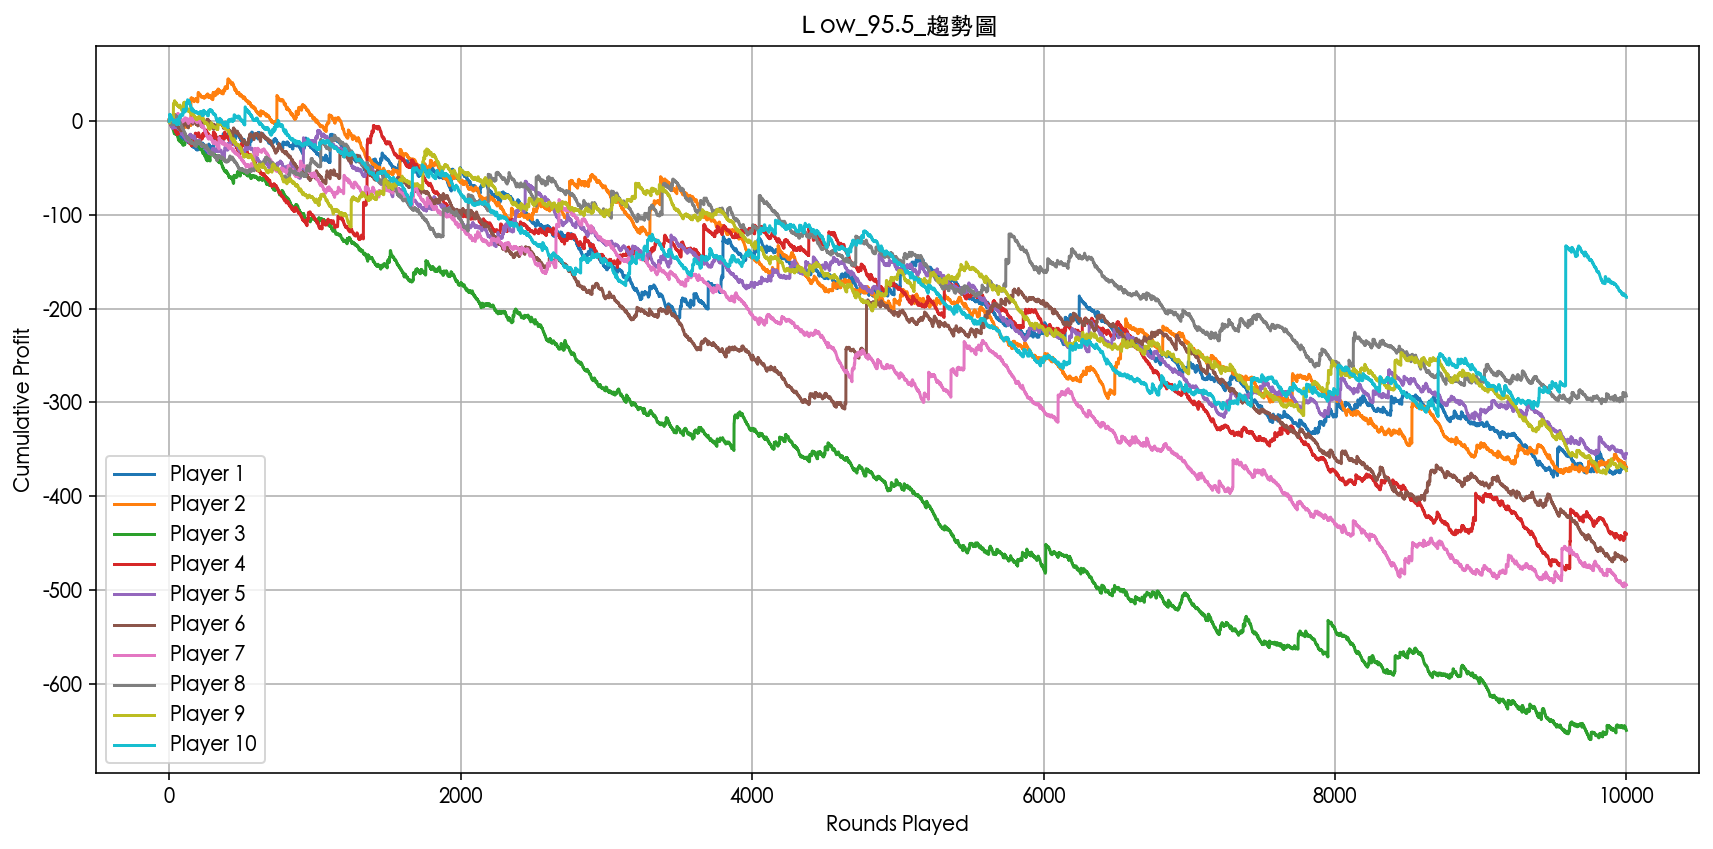 Low_95.5_趨勢圖
Cumulative Profit
0
-100
-200
-300
-400
-500
-600
Player 1
Player 2
Player 3
Player 4
Player 5
Player 6
Player 7
Player 8
Player 9
Player 10
0 2000 4000 6000 8000 10000
Rounds Played